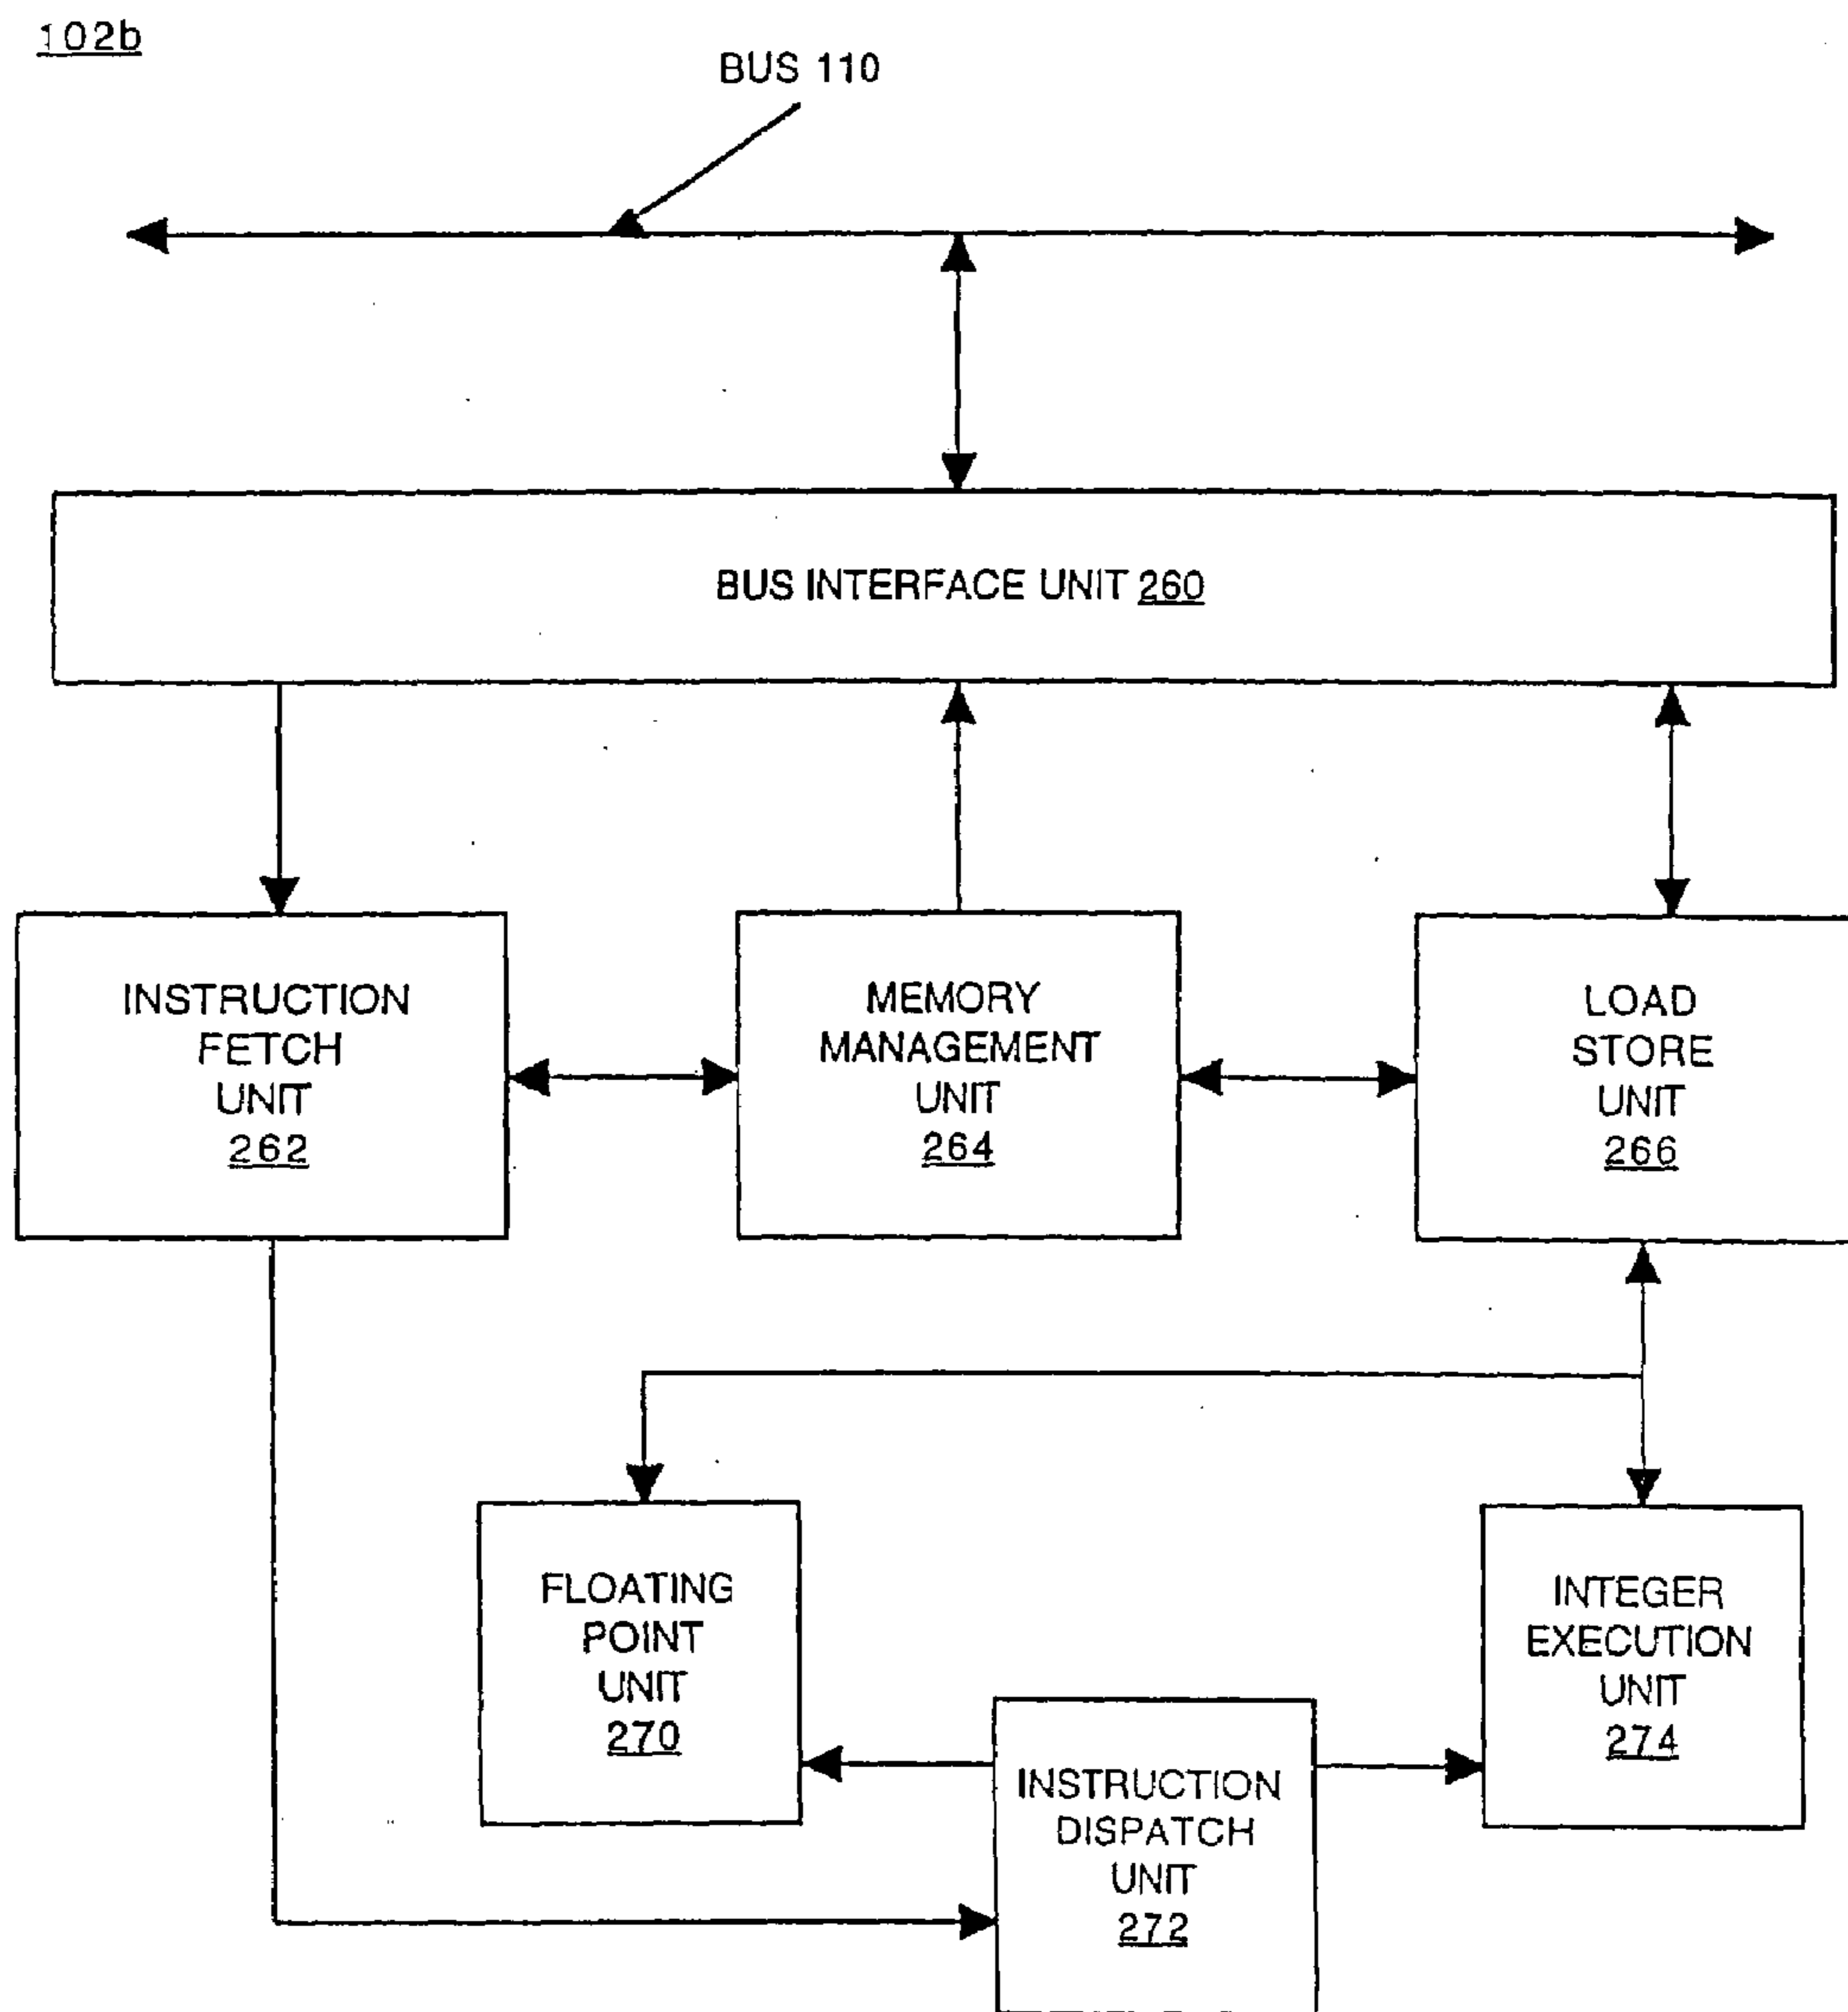 102b
BUS 110
BUS INTERFACE UNIT 260
INSTRUCTION
FETCH
UNIT
262
MEMORY
MANAGEMENT
UNIT
264
LOAD
STORE
UNIT
266
FLOATING
POINT
UNIT
270
INSTRUCTION
DISPATCH
UNIT
272
INTEGER
EXECUTION
UNIT
274